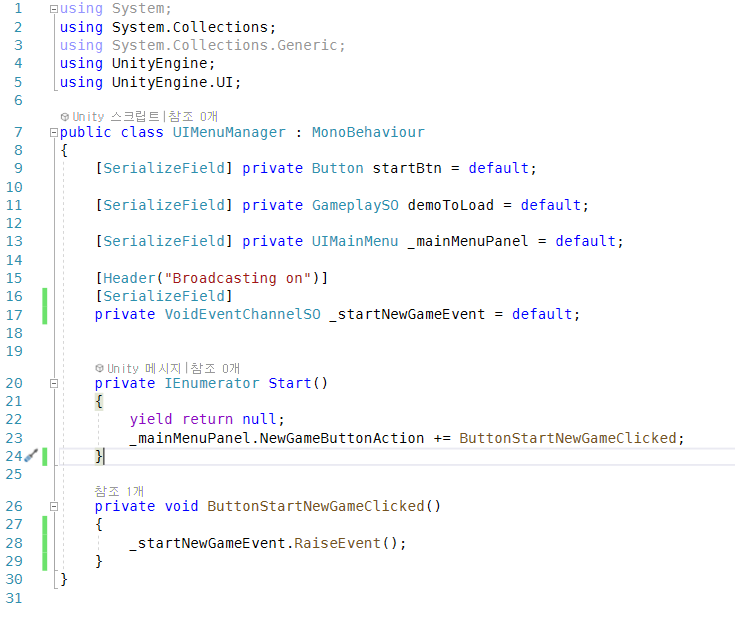 1 using System;
2 using System.Collections;
3 using System.Collections.Generic;
4 using UnityEngine;
5 using UnityEngine.UI;
6
Unity 스크립트|참조 0개
7 public class UIMenuManager : MonoBehaviour
8 {
9 [SerializeField] private Button startBtn = default;
10
11 [SerializeField] private GameplaySO demoToLoad = default;
12
13 [SerializeField] private UIMainMenu _mainMenuPanel = default;
14
15 [Header("Broadcasting on")]
16 [SerializeField]
17 private VoidEventChannelSO _startNewGameEvent = default;
18
19
Unity 메시지|참조 0개
20 private IEnumerator Start()
21 {
22 yield return null;
23 _mainMenuPanel.NewGameButtonAction += ButtonStartNewGameClicked;
24 }
25
참조 1개
26 private void ButtonStartNewGameClicked()
27 {
28 _startNewGameEvent.RaiseEvent();
29 }
30 }
31